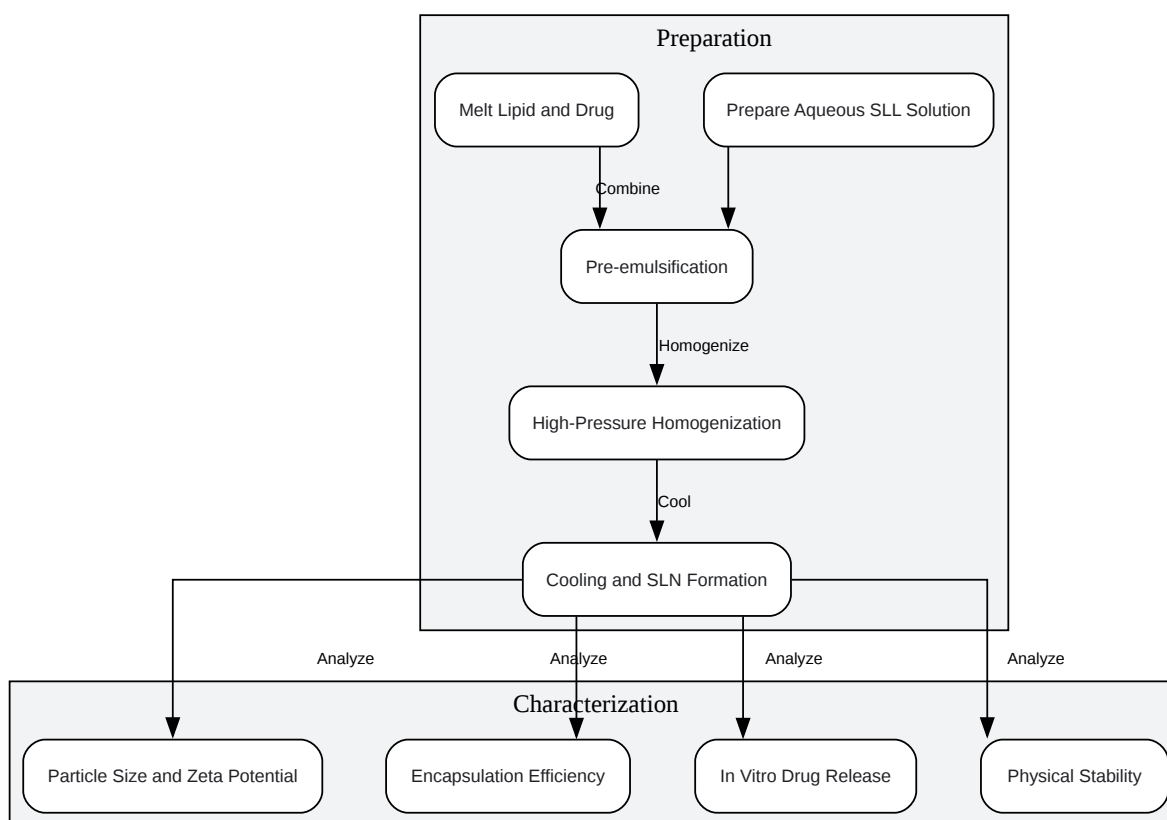 Preparation
Melt Lipid and Drug
Prepare Aqueous SLL Solution
Combine
Pre-emulsification
Homogenize
High-Pressure Homogenization
Cool
Cooling and SLN Formation
Analyze
Analyze
Analyze
Analyze
Characterization
Particle Size and Zeta Potential
Encapsulation Efficiency
In Vitro Drug Release
Physical Stability